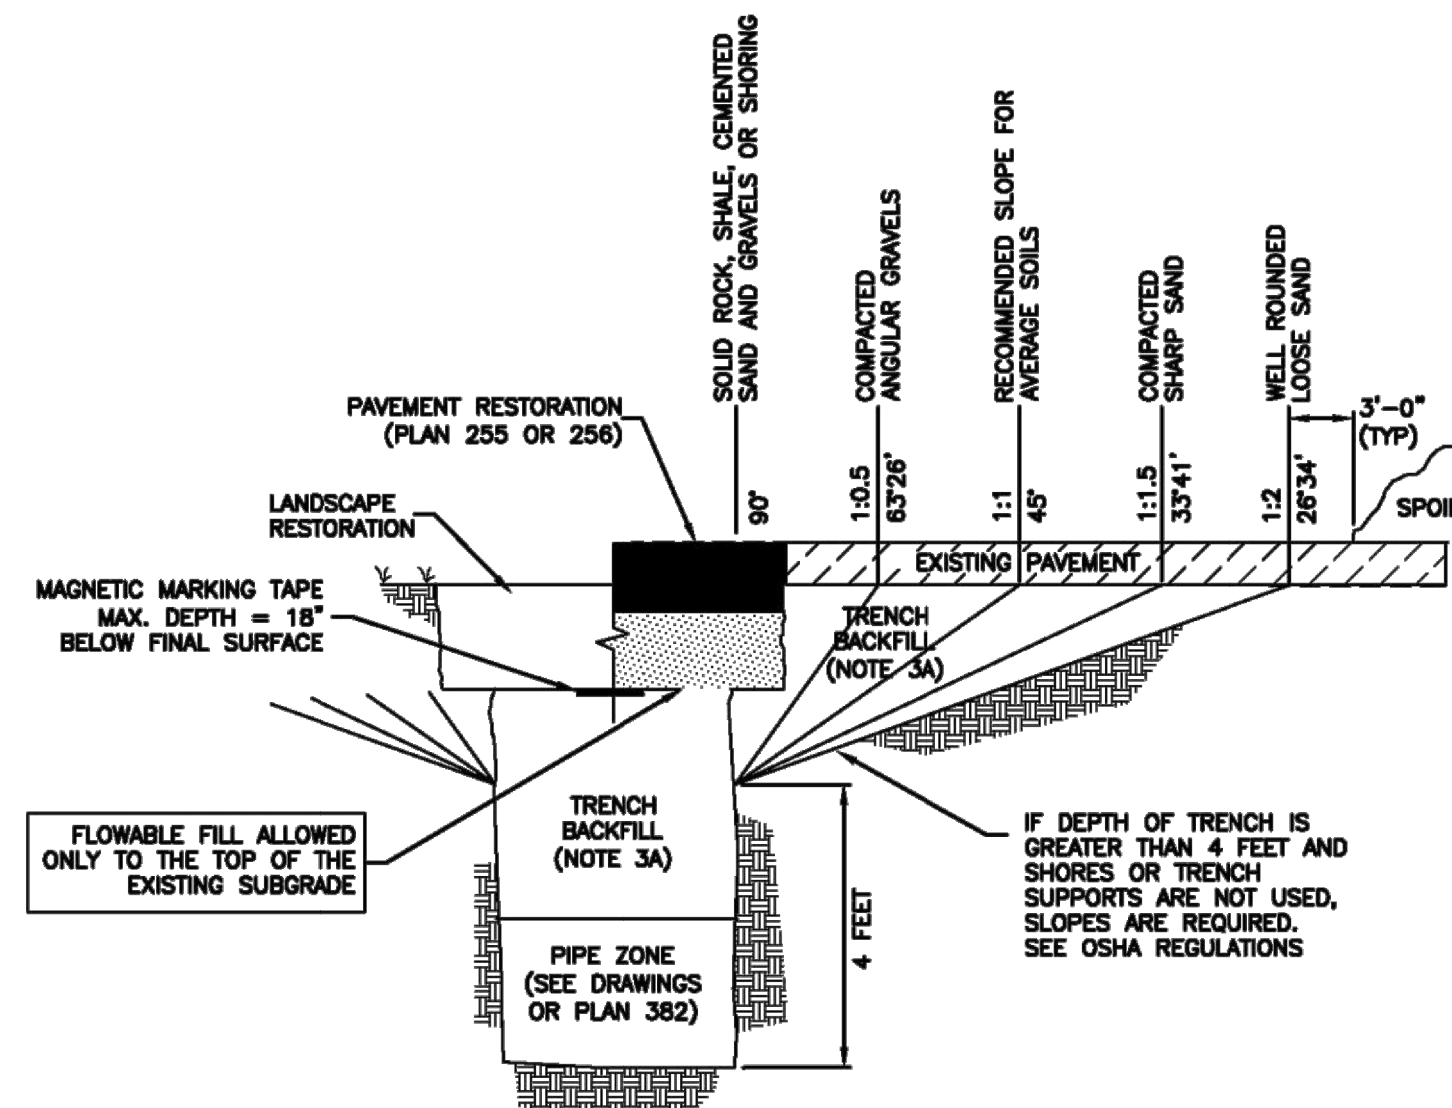 SOLID ROCK, SHALE, CEMENTED
SAND AND GRAVELS OR SHORING
90°
COMPACTED
ANGULAR GRAVELS
1:0.5
63°26'
RECOMMENDED SLOPE FOR
AVERAGE SOILS
1:1
45°
COMPACTED
SHARP SAND
1:1.5
33°41'
WELL ROUNDED
LOOSE SAND
1:2
26°34'
3'-0"
(TYP)
PAVEMENT RESTORATION
(PLAN 255 OR 256)
LANDSCAPE
RESTORATION
EXISTING PAVEMENT
MAGNETIC MARKING TAPE
MAX. DEPTH = 18"
BELOW FINAL SURFACE
TRENCH
BACKFILL
(NOTE 3A)
FLOWABLE FILL ALLOWED
ONLY TO THE TOP OF THE
EXISTING SUBGRADE
TRENCH
BACKFILL
(NOTE 3A)
4 FEET
IF DEPTH OF TRENCH IS
GREATER THAN 4 FEET AND
SHORES OR TRENCH
SUPPORTS ARE NOT USED,
SLOPES ARE REQUIRED.
SEE OSHA REGULATIONS
PIPE ZONE
(SEE DRAWINGS
OR PLAN 382)